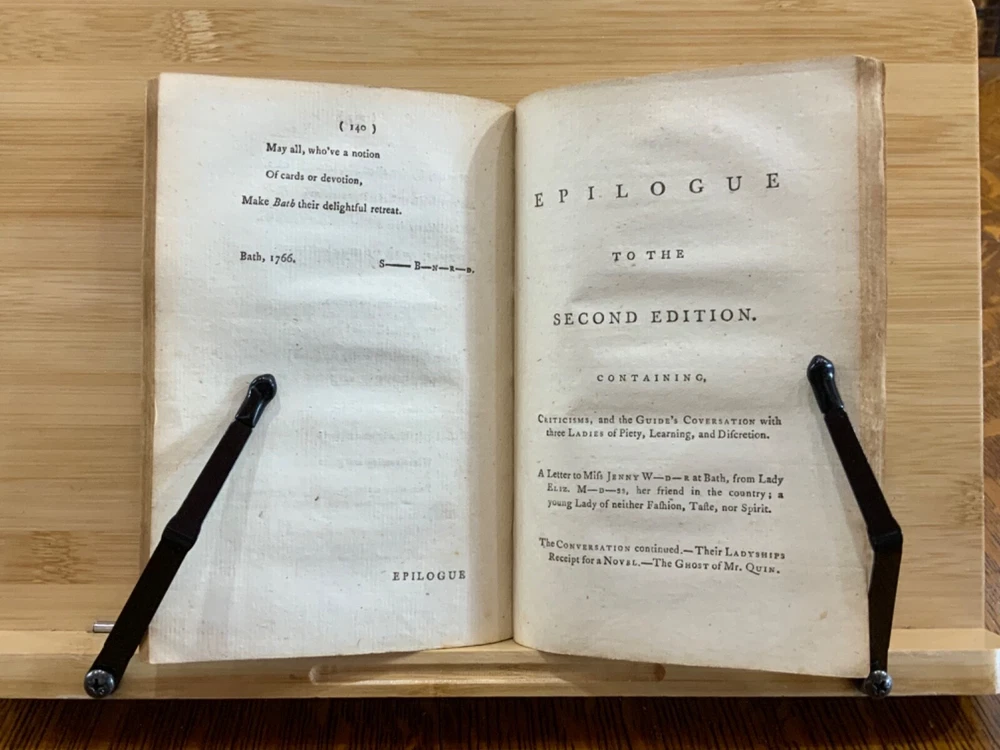 ( 140 )
May all, who've a notion
Of cards or devotion,
Make Bath their delightful retreat.
Bath, 1766.
S—— B—N—R—D.
EPILOGUE
EPILOGUE
TO THE
SECOND EDITION.
CONTAINING,
CRITICISMS, and the GUIDE'S COVERSATION with
three LADIES of Piety, Learning, and Diſcretion.
A Letter to Miſs JENNY W—D—R at Bath, from Lady
ELIZ. M—D—SS, her friend in the country; a
young Lady of neither Faſhion, Taſte, nor Spirit.
The CONVERSATION continued.—Their LADYSHIPS
Receipt for a NOVEL.—The GHOST of Mr. QUIN.